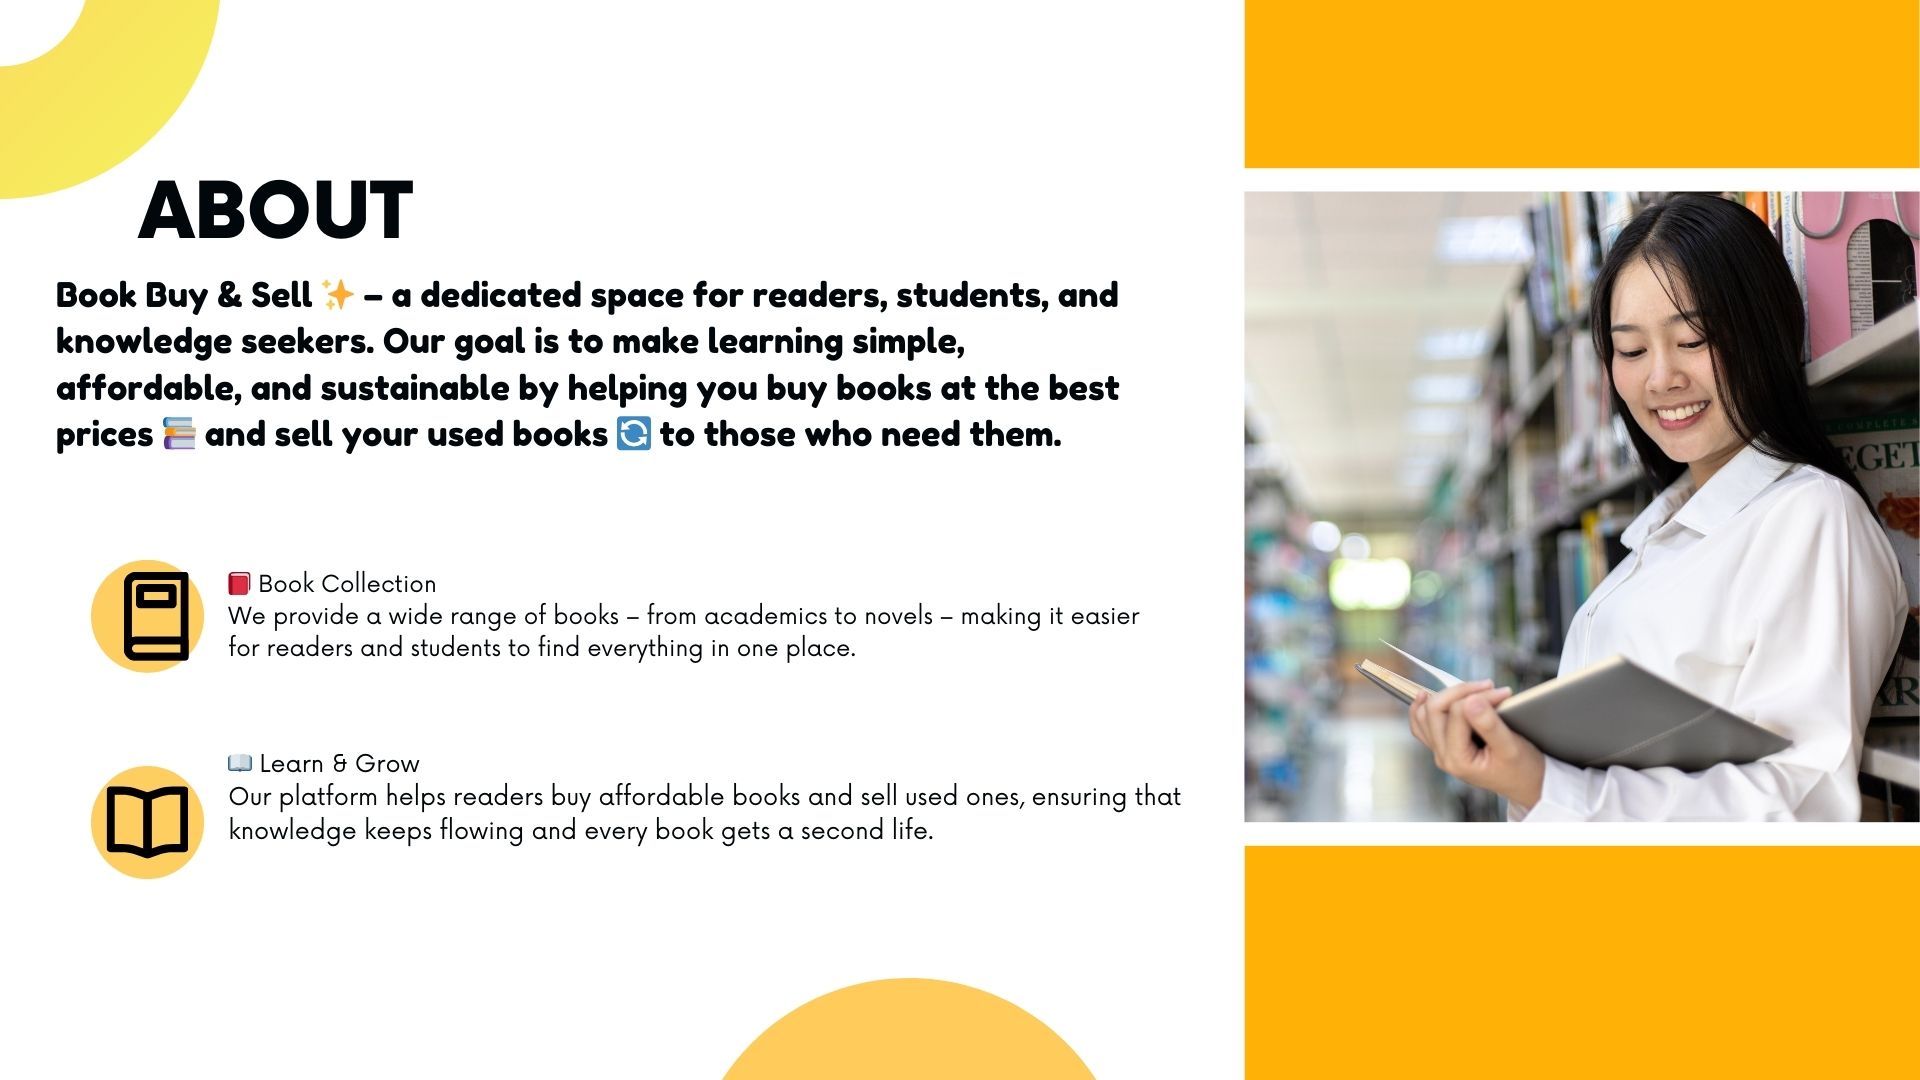 ABOUT
Book Buy & Sell ✨ – a dedicated space for readers, students, and
knowledge seekers. Our goal is to make learning simple,
affordable, and sustainable by helping you buy books at the best
prices 📚 and sell your used books 🔄 to those who need them.
📕 Book Collection
We provide a wide range of books – from academics to novels – making it easier
for readers and students to find everything in one place.
📖 Learn & Grow
Our platform helps readers buy affordable books and sell used ones, ensuring that
knowledge keeps flowing and every book gets a second life.